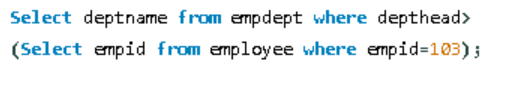 Select deptname from empdept where depthead>
(Select empid from employee where empid=103);